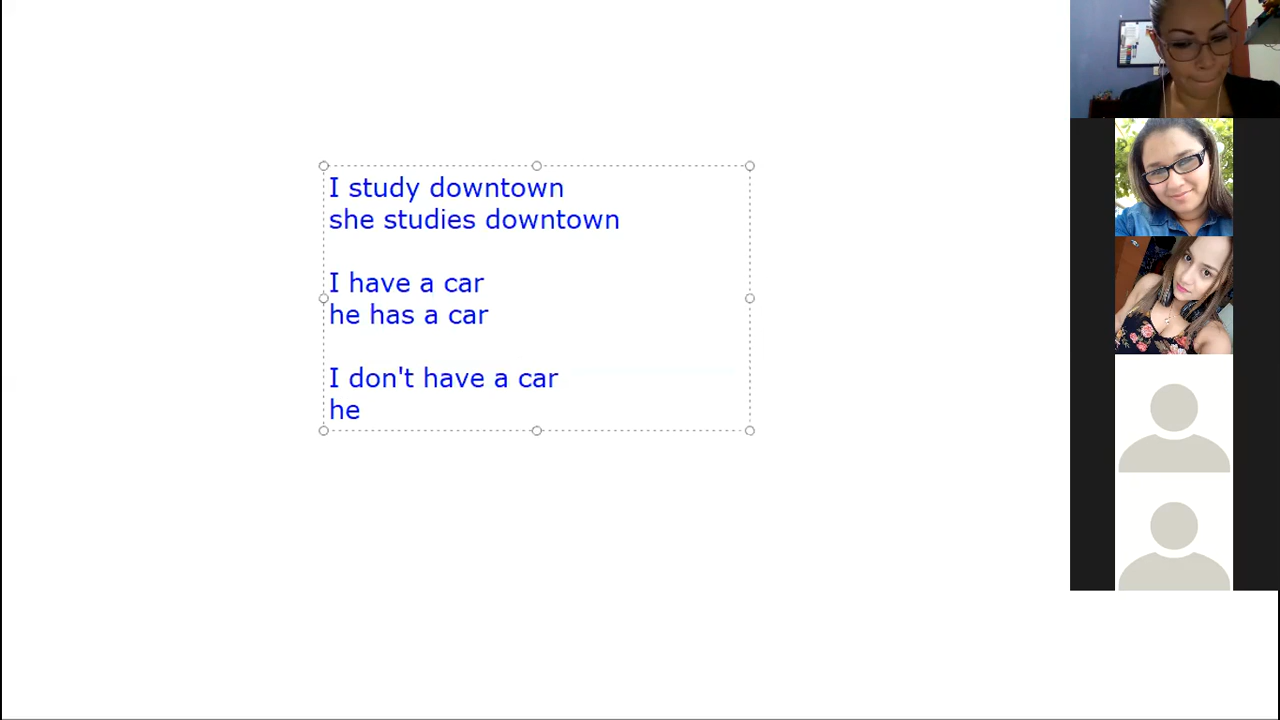 I study downtown
she studies downtown
I have a car
he has a car
I don't have a car
he